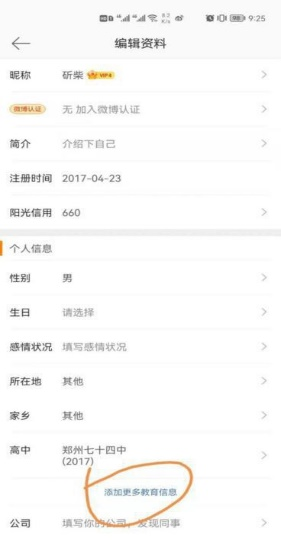 9:25
编辑资料
昵称 斫柴 VIP4
微博认证 无 加入微博认证
简介 介绍下自己
注册时间 2017-04-23
阳光信用 660
个人信息
性别 男
生日 请选择
感情状况 填写感情状况
所在地 其他
家乡 其他
高中 郑州七十四中
(2017)
添加更多教育信息
公司 填写你的公司，发现同事